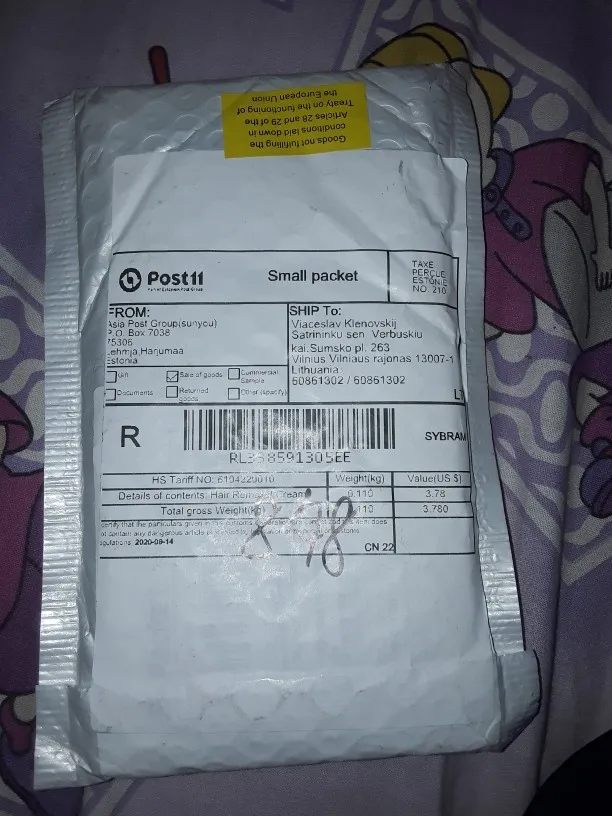 Goods not fulfilling the
conditions laid down in
Articles 28 and 29 of the
Treaty on the functioning of
the European Union
Post11
Small packet
TAXE
PERÇUE
ESTONIE
NO. 210
FROM:
Asia Post Group(sunyou)
P.O. Box 7038
75306
Lehmja Harjumaa
Estonia
SHIP To:
Viaceslav Klenovskij
Satrininku sen. Verbuskiu
kai.Sumsko pl. 263
Vilnius Vilniaus rajonas 13007-1
Lithuania
60861302 / 60861302
Gift
Sale of goods
Commercial
Sample
Documents
Returned
goods
Other (specify)
R
SYBRAM
HS Tariff NO.
Weight(kg)
Value(US $)
Details of contents: Hair Removal Cream
0.110
3.78
Total gross Weight(kg)
3.780
2020-09-14
CN 22